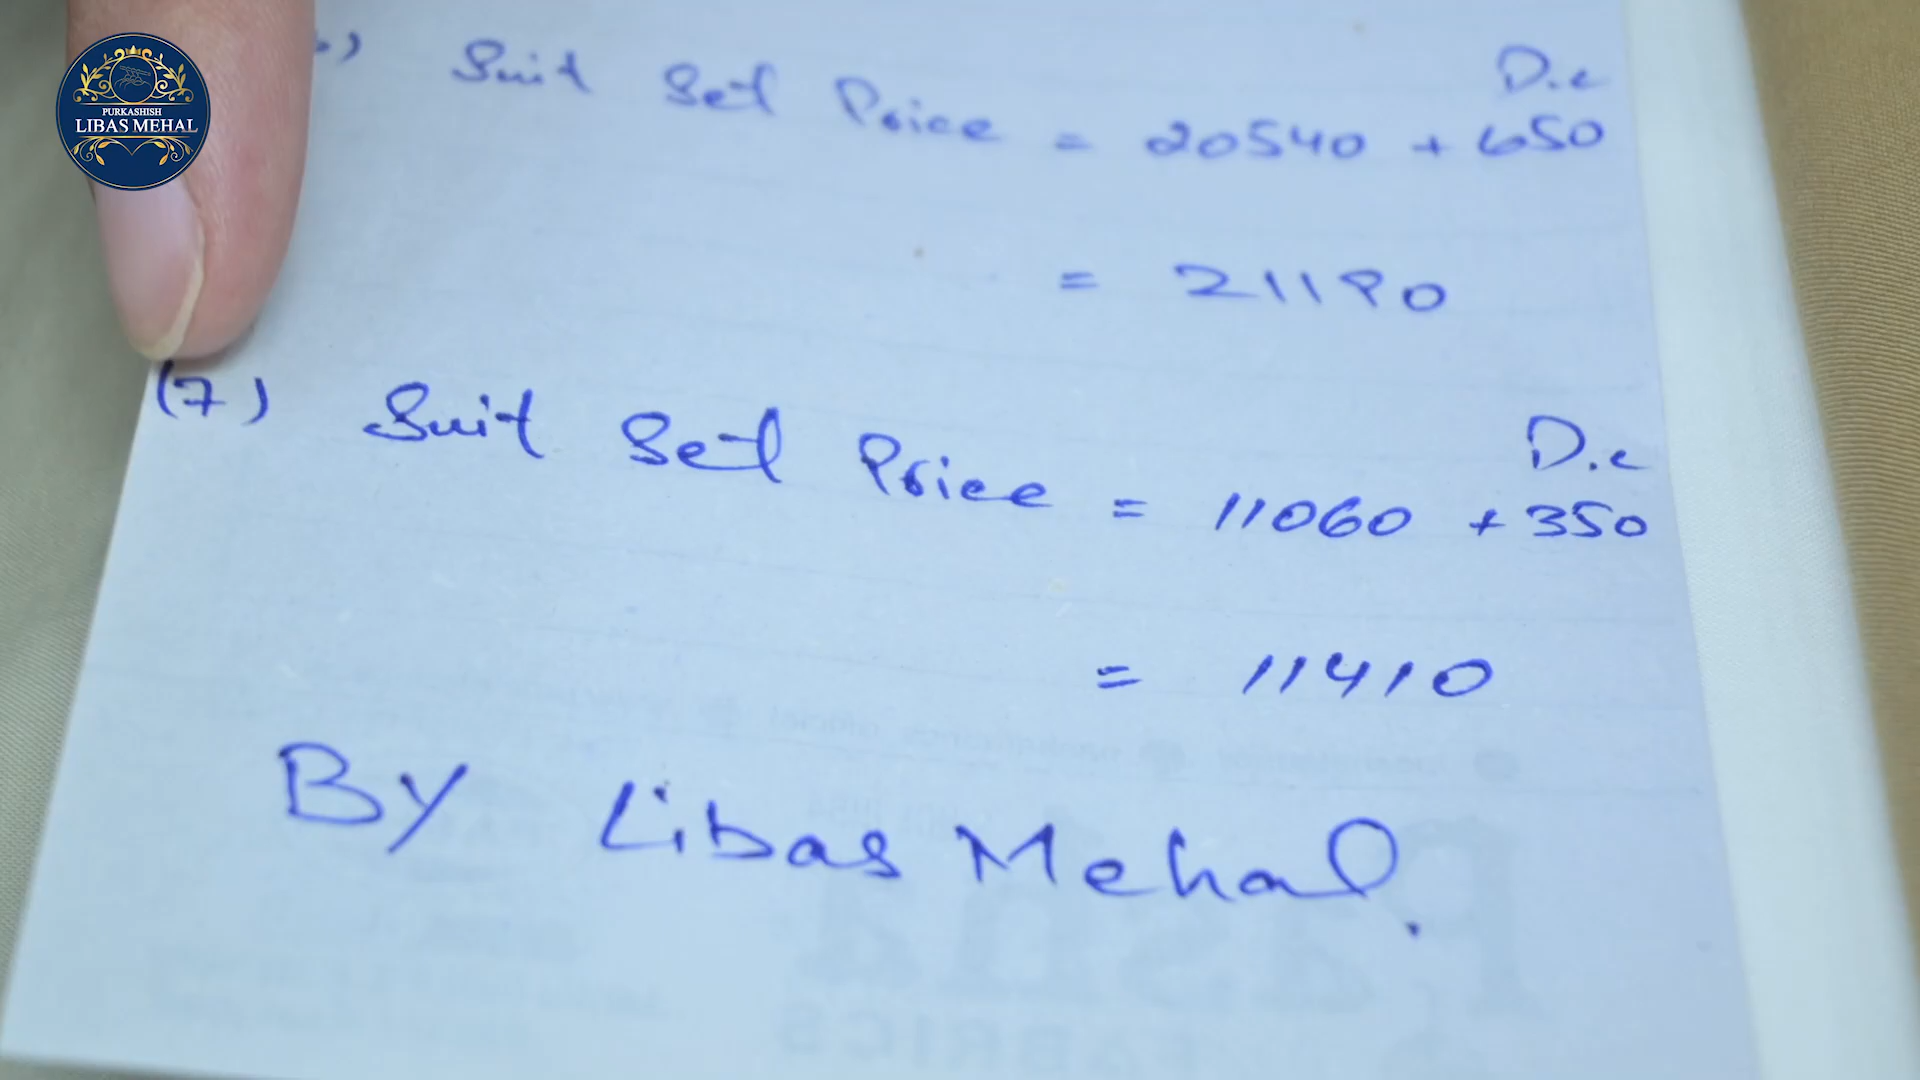 PURKASHISH
LIBAS MEHAL
) Suit Set Price = 20540 + 650
D.c
= 21190
(7) Suit Set Price = 11060 + 350
D.c
= 11410
By Libas Mehal.
FABRICS